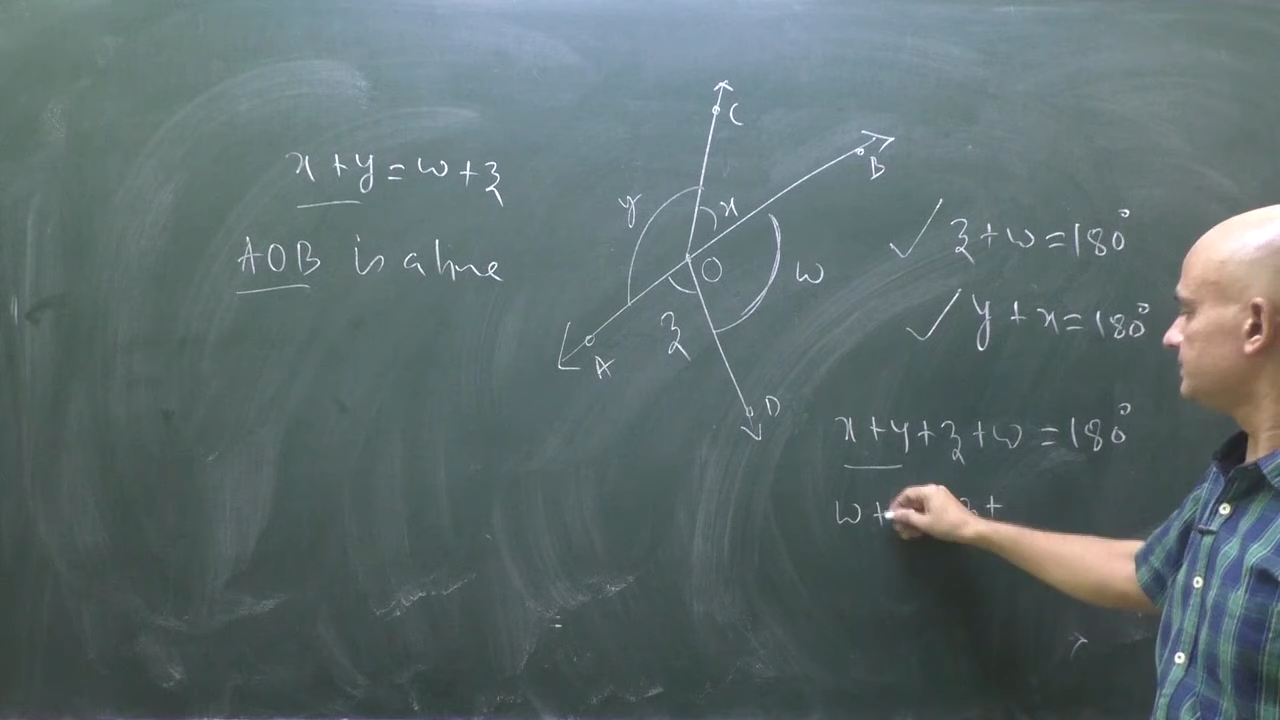 x + y = w + z
AOB is a line
C
B
y
x
O
w
z
A
D
✓ z + w = 180°
✓ y + x = 180°
x + y + z + w = 180°
w + z +